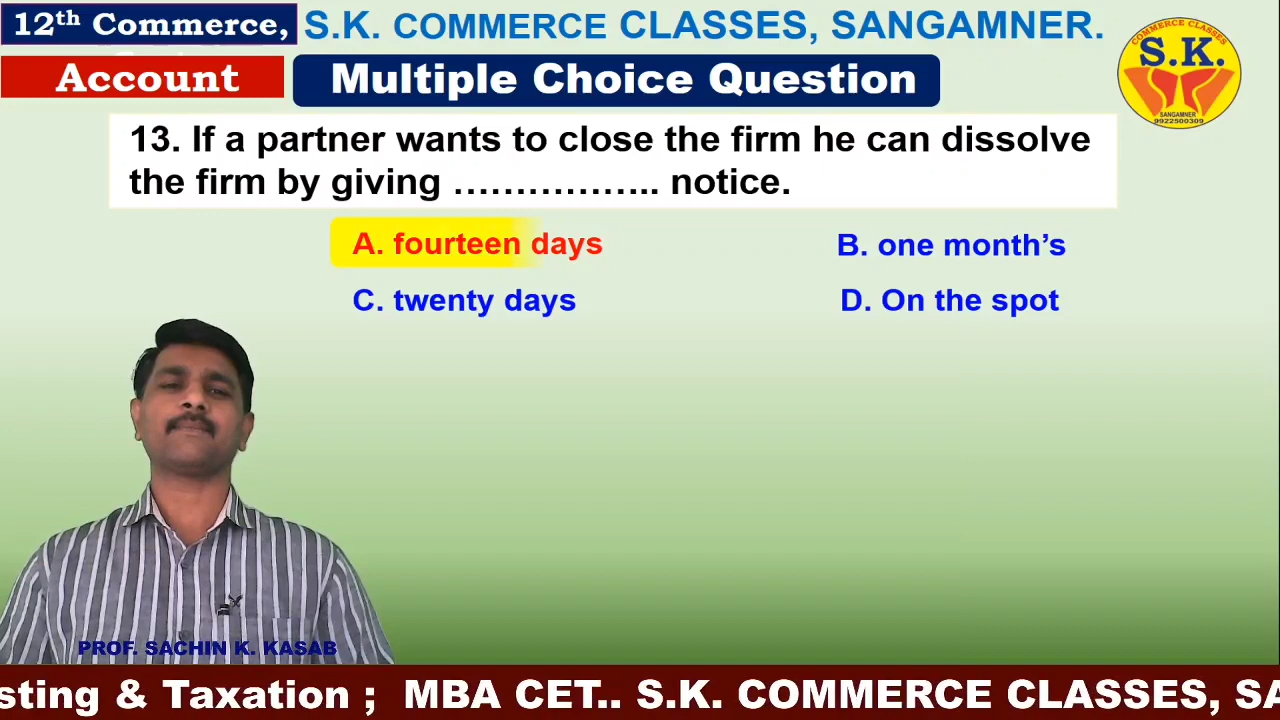 12th Commerce,
S.K. COMMERCE CLASSES, SANGAMNER.
Account
Multiple Choice Question
COMMERCE CLASSES
S.K.
SANGAMNER
9922500309
13. If a partner wants to close the firm he can dissolve
the firm by giving …………….. notice.
A. fourteen days
B. one month’s
C. twenty days
D. On the spot
PROF. SACHIN K. KASAB
sting & Taxation ; MBA CET.. S.K. COMMERCE CLASSES, SA